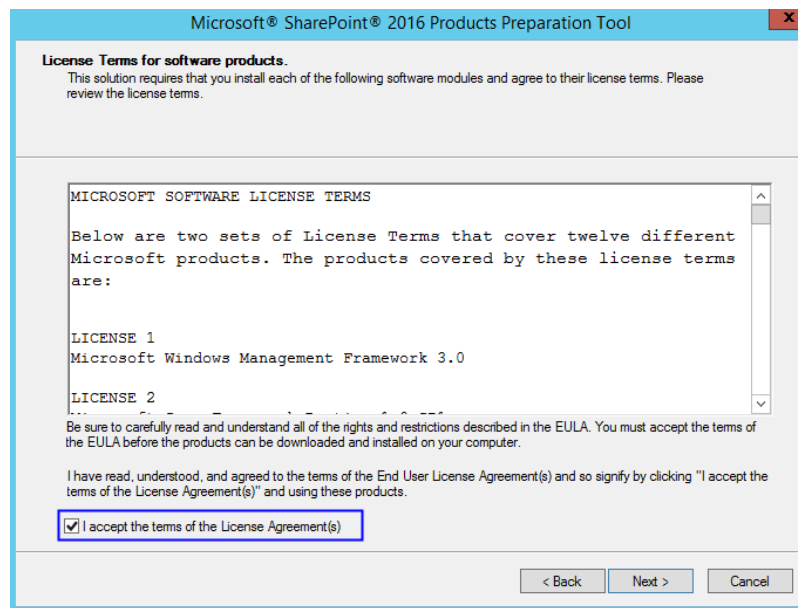 Microsoft® SharePoint® 2016 Products Preparation Tool
x
License Terms for software products.
This solution requires that you install each of the following software modules and agree to their license terms. Please
review the license terms.
MICROSOFT SOFTWARE LICENSE TERMS
Below are two sets of License Terms that cover twelve different
Microsoft products. The products covered by these license terms
are:
LICENSE 1
Microsoft Windows Management Framework 3.0
LICENSE 2
Be sure to carefully read and understand all of the rights and restrictions described in the EULA. You must accept the terms of
the EULA before the products can be downloaded and installed on your computer.
I have read, understood, and agreed to the terms of the End User License Agreement(s) and so signify by clicking "I accept the
terms of the License Agreement(s)" and using these products.
I accept the terms of the License Agreement(s)
< Back Next > Cancel